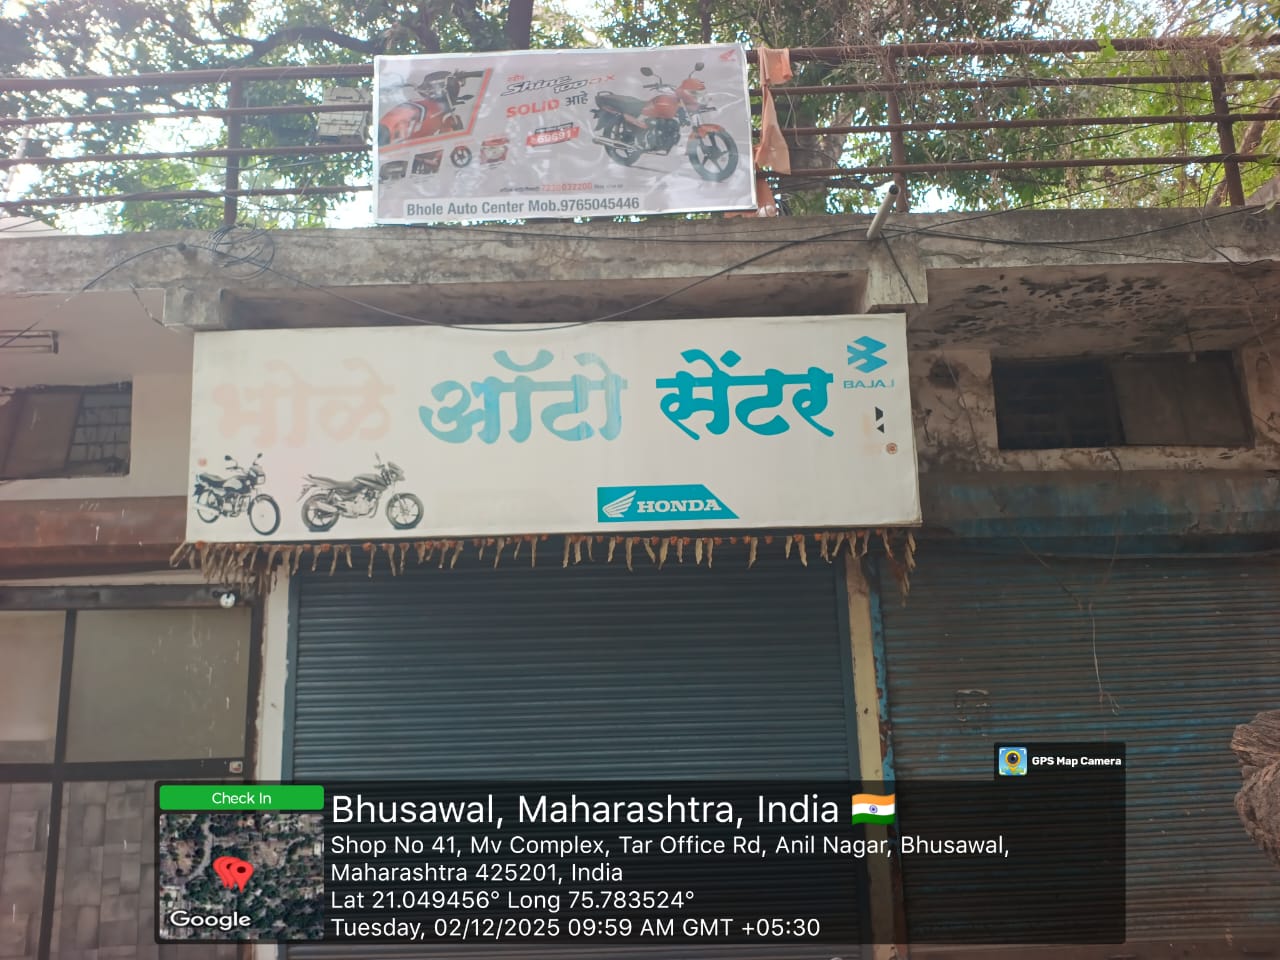 Shine 100 DX
SOLID आहे
69691
7230032200
Bhole Auto Center Mob.9765045446
भोळे ऑटो सेंटर
BAJAJ
HONDA
GPS Map Camera
Check In
Bhusawal, Maharashtra, India
Shop No 41, Mv Complex, Tar Office Rd, Anil Nagar, Bhusawal,
Maharashtra 425201, India
Lat 21.049456° Long 75.783524°
Tuesday, 02/12/2025 09:59 AM GMT +05:30
Google